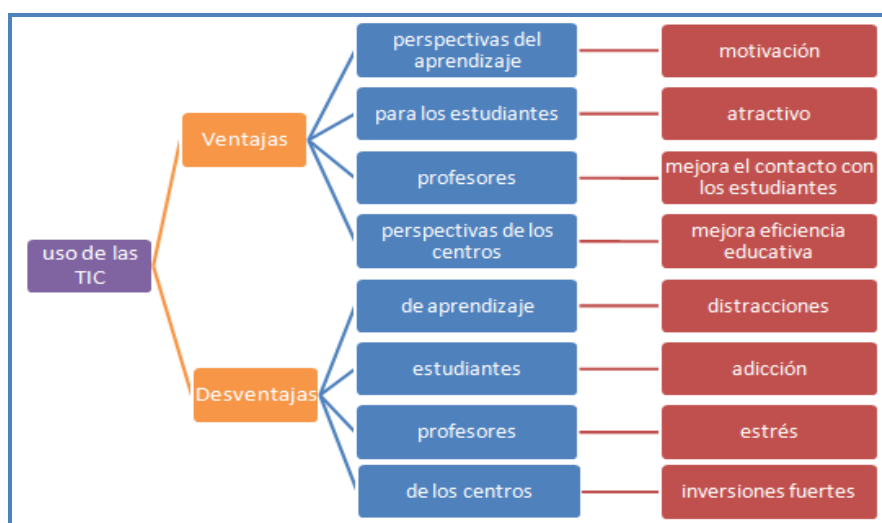 uso de las
TIC
Ventajas
perspectivas del
aprendizaje
motivación
para los estudiantes
atractivo
profesores
mejora el contacto con
los estudiantes
perspectivas de los
centros
mejora eficiencia
educativa
Desventajas
de aprendizaje
distracciones
estudiantes
adicción
profesores
estrés
de los centros
inversiones fuertes